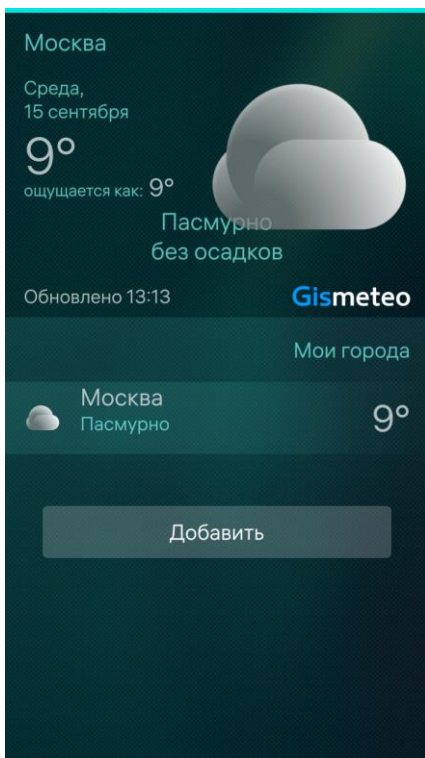 Москва
Среда,
15 сентября
9°
ощущается как: 9°
Пасмурно
без осадков
Обновлено 13:13 Gismeteo
Мои города
Москва
Пасмурно
9°
Добавить